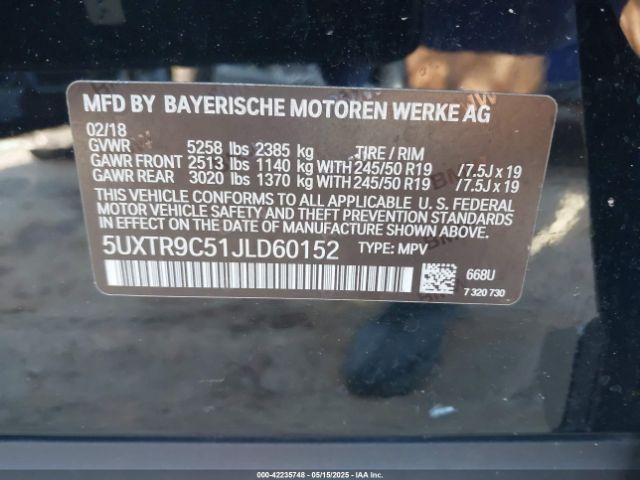 MFD BY BAYERISCHE MOTOREN WERKE AG
02/18
GVWR 5258 lbs 2385 kg TIRE / RIM
GAWR FRONT 2513 lbs 1140 kg WITH 245/50 R19 /7.5J x 19
GAWR REAR 3020 lbs 1370 kg WITH 245/50 R19 /7.5J x 19
THIS VEHICLE CONFORMS TO ALL APPLICABLE U. S. FEDERAL
MOTOR VEHICLE SAFETY, BUMPER, AND THEFT PREVENTION STANDARDS
IN EFFECT ON THE DATE OF MANUFACTURE SHOWN ABOVE.
5UXTR9C51JLD60152 TYPE: MPV
668U
7 320 730
000-42235748 - 05/15/2025 - IAAI.COM